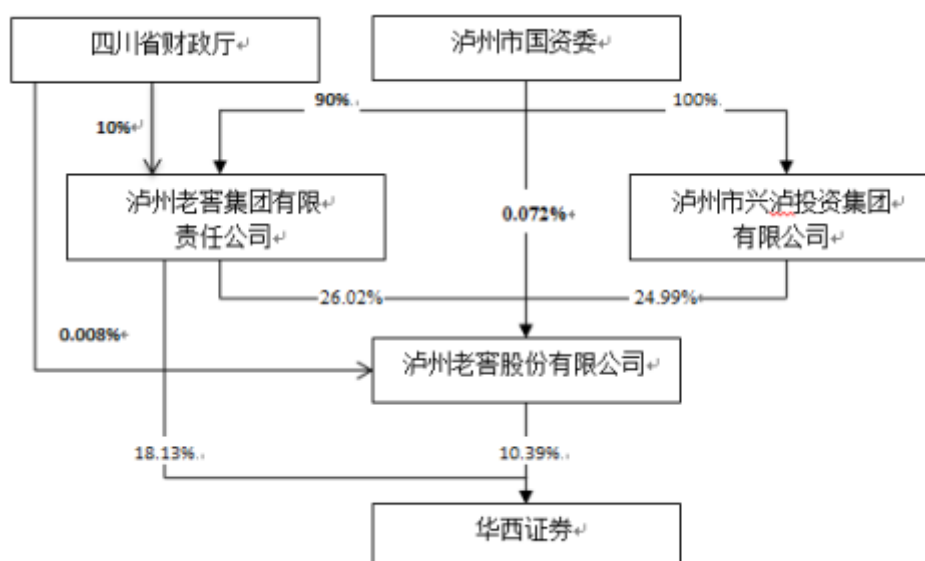 四川省财政厅
泸州市国资委
90%
100%
10%
泸州老窖集团有限
责任公司
0.072%
泸州市兴泸投资集团
有限公司
26.02%
24.99%
0.008%
泸州老窖股份有限公司
18.13%
10.39%
华西证券